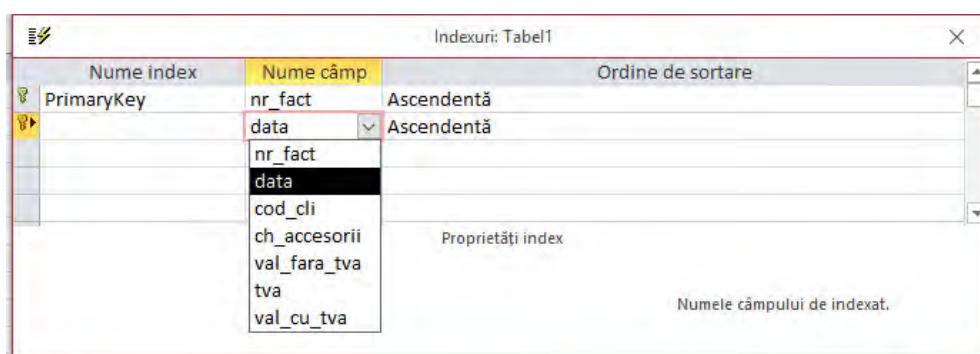 Indexuri: Tabel1
Nume index Nume câmp Ordine de sortare
PrimaryKey nr_fact Ascendentă
data Ascendentă
nr_fact
data
cod_cli
ch_accesorii
Proprietăți index
val_fara_tva
tva
Numele câmpului de indexat.
val_cu_tva